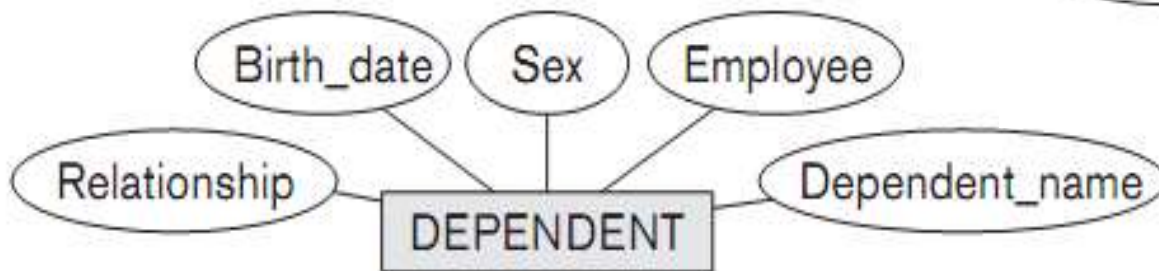 Birth_date Sex Employee
Relationship Dependent_name
DEPENDENT